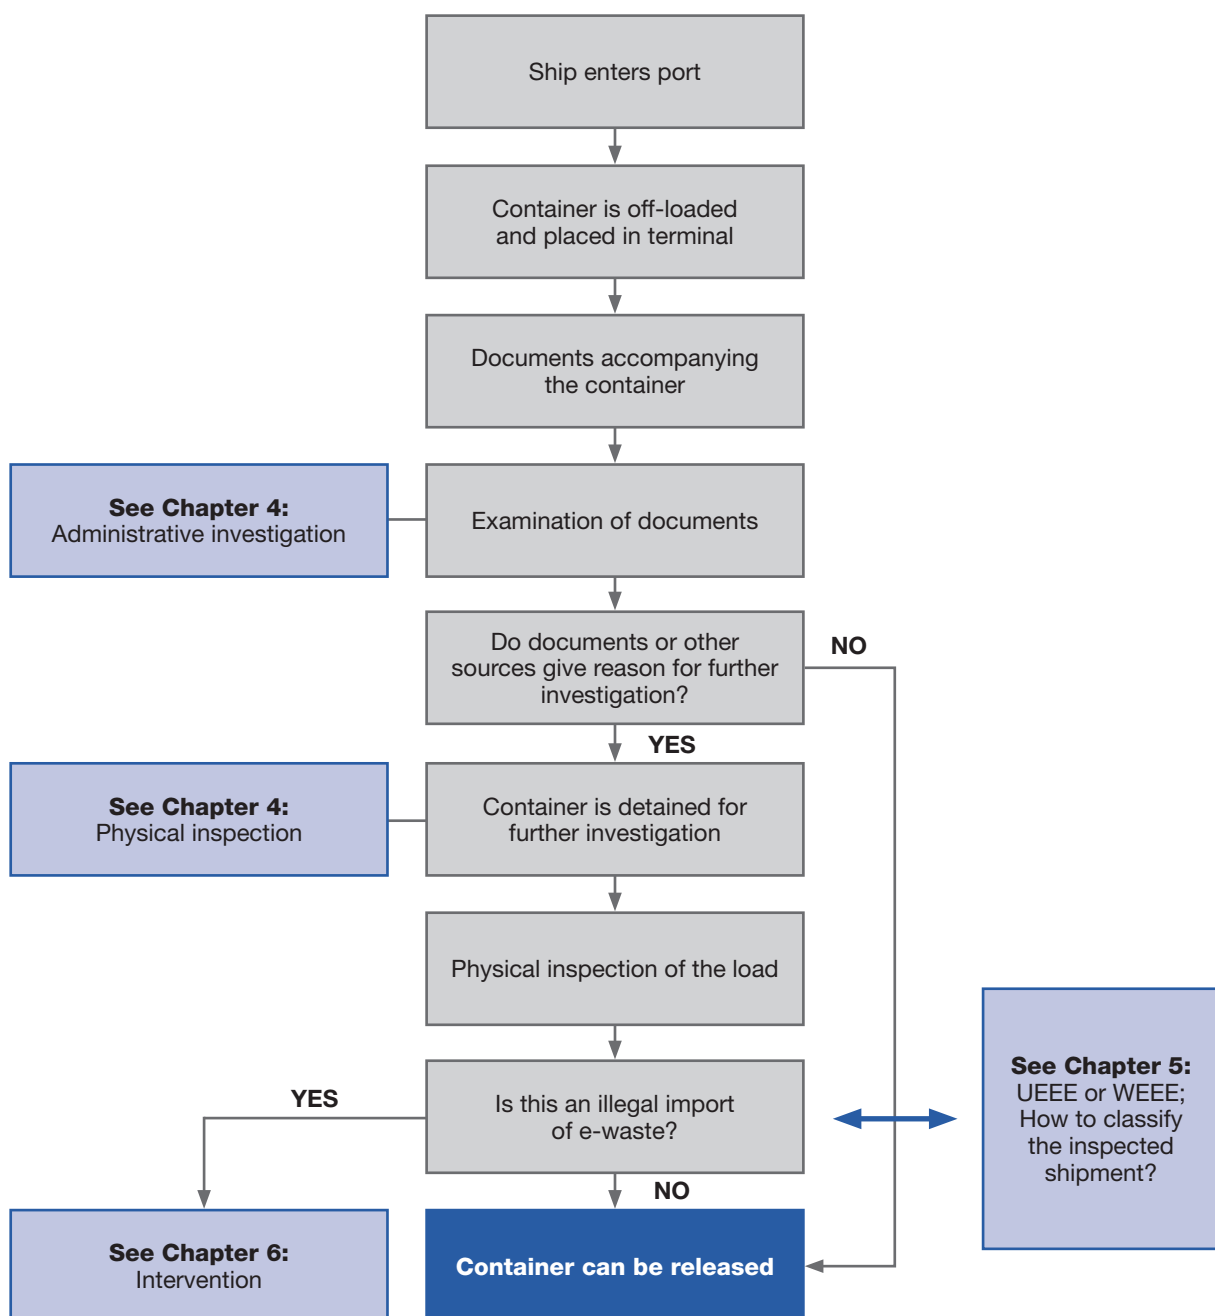 Ship enters port
Container is off-loaded
and placed in terminal
Documents accompanying
the container
See Chapter 4:
Administrative investigation
Examination of documents
Do documents or other
sources give reason for further
investigation?
NO
YES
See Chapter 4:
Physical inspection
Container is detained for
further investigation
Physical inspection of the load
See Chapter 5:
UEEE or WEEE;
How to classify
the inspected
shipment?
YES
Is this an illegal import
of e-waste?
NO
See Chapter 6:
Intervention
Container can be released